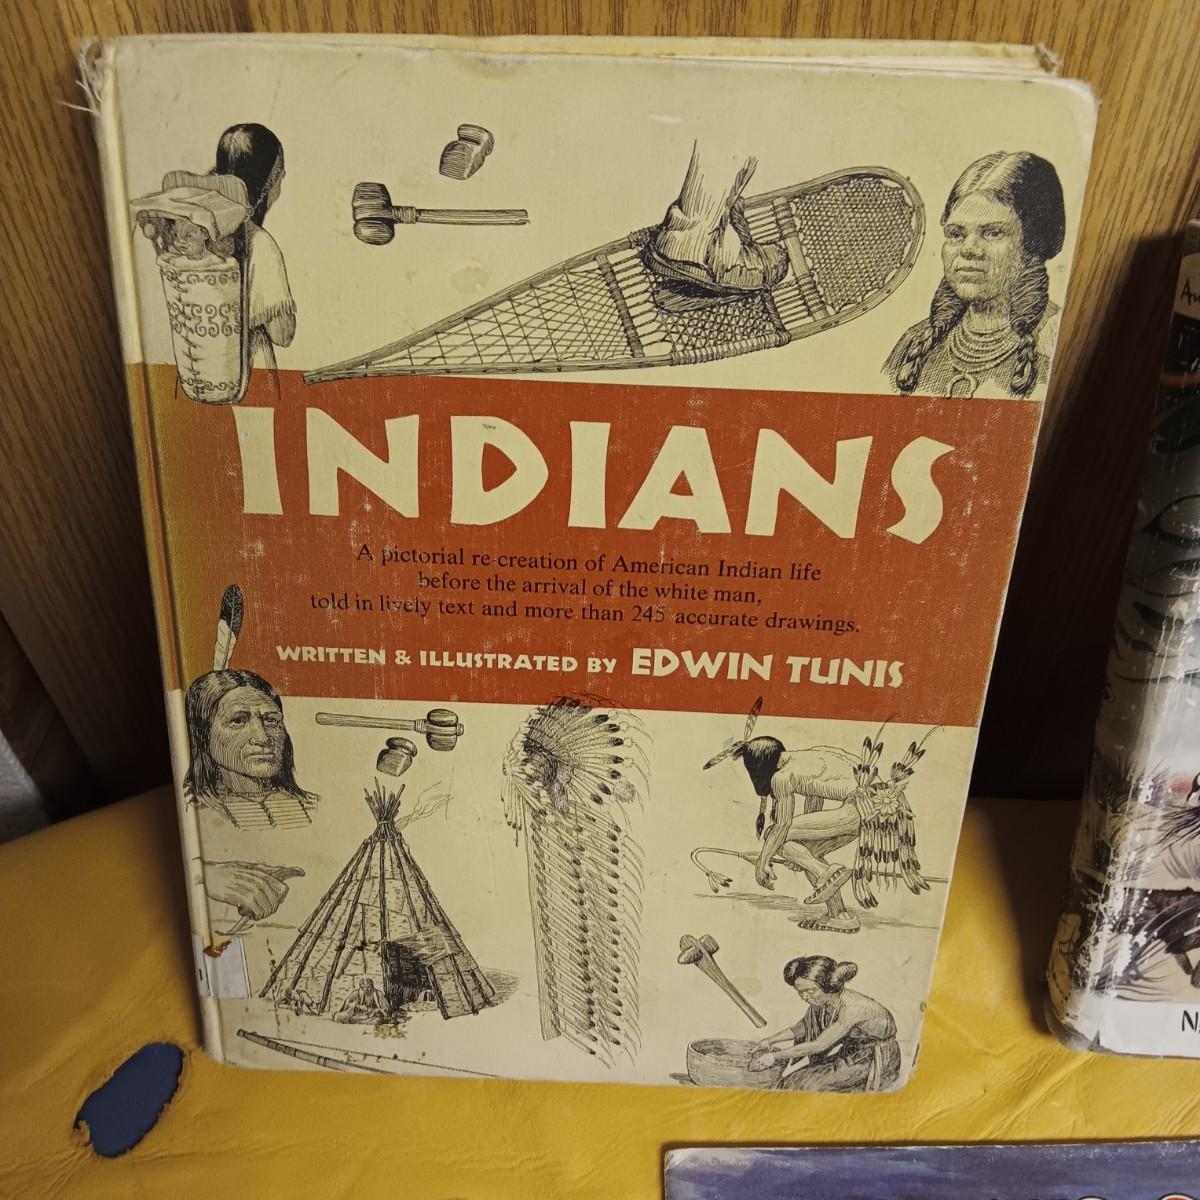 INDIANS
A pictorial re-creation of American Indian life
before the arrival of the white man,
told in lively text and more than 245 accurate drawings.
WRITTEN & ILLUSTRATED BY EDWIN TUNIS